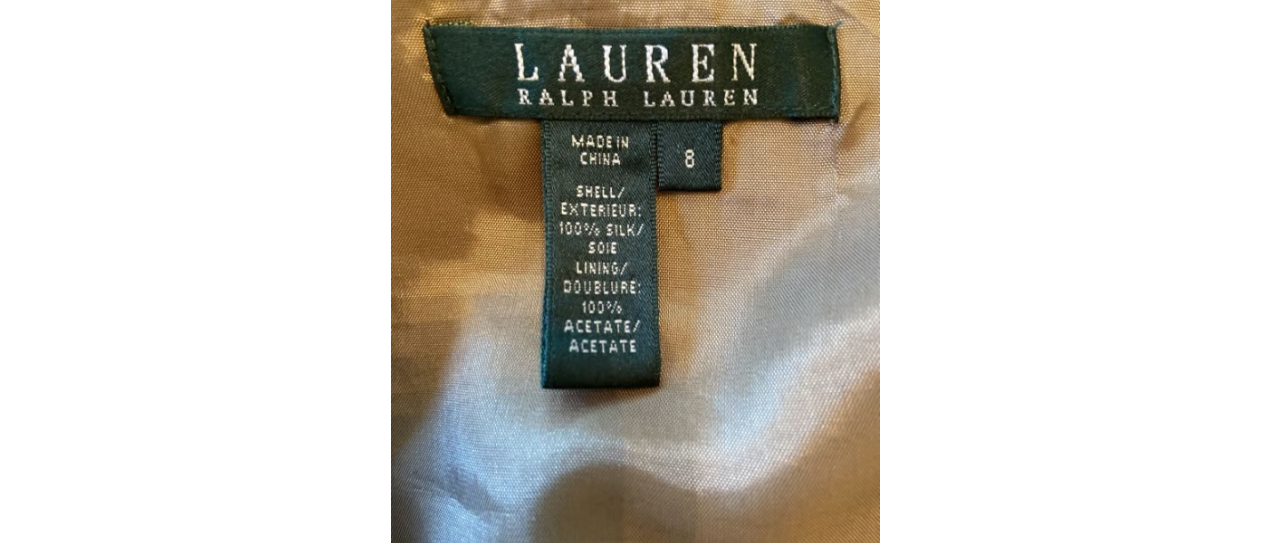 LAUREN
RALPH LAUREN
MADE IN
CHINA
8
SHELL/
EXTERIEUR:
100% SILK/
SOIE
LINING/
DOUBLURE:
100%
ACETATE/
ACETATE